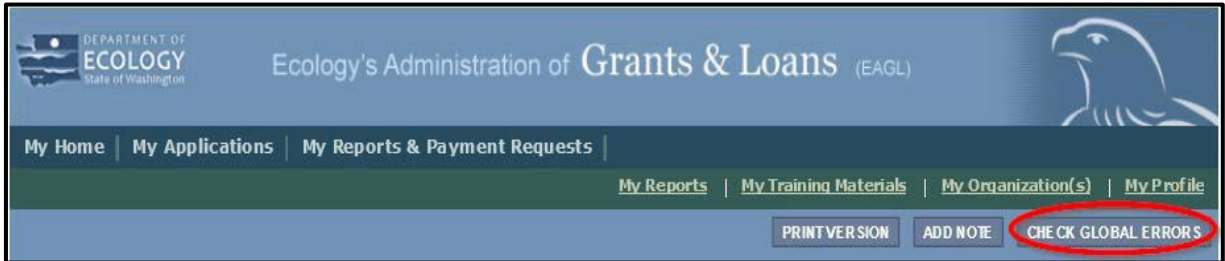 DEPARTMENT OF
ECOLOGY
State of Washington
Ecology's Administration of Grants & Loans (EAGL)
My Home | My Applications | My Reports & Payment Requests |
My Reports | My Training Materials | My Organization(s) | My Profile
PRINT VERSION ADD NOTE CHECK GLOBAL ERRORS